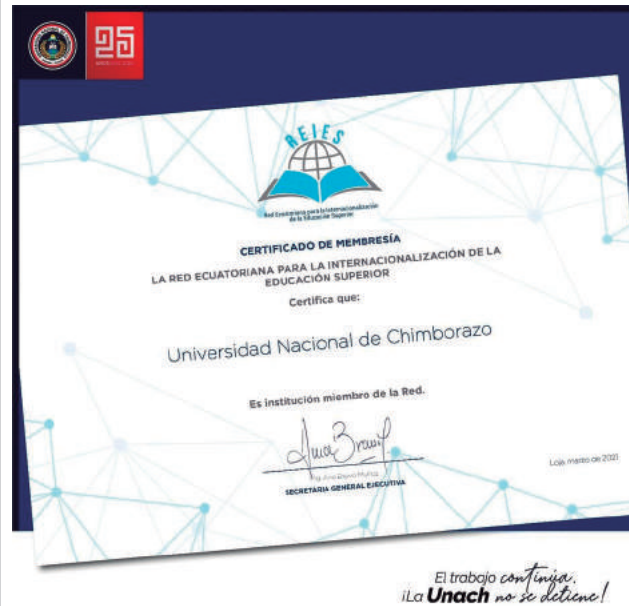 25
REIES
Red Ecuatoriana para la Internacionalización
de la Educación Superior
CERTIFICADO DE MEMBRESÍA
LA RED ECUATORIANA PARA LA INTERNACIONALIZACIÓN DE LA
EDUCACIÓN SUPERIOR
Certifica que:
Universidad Nacional de Chimborazo
Es institución miembro de la Red.
SECRETARIA GENERAL EJECUTIVA
Loja, marzo de 2021
El trabajo continúa.
¡La Unach no se detiene!